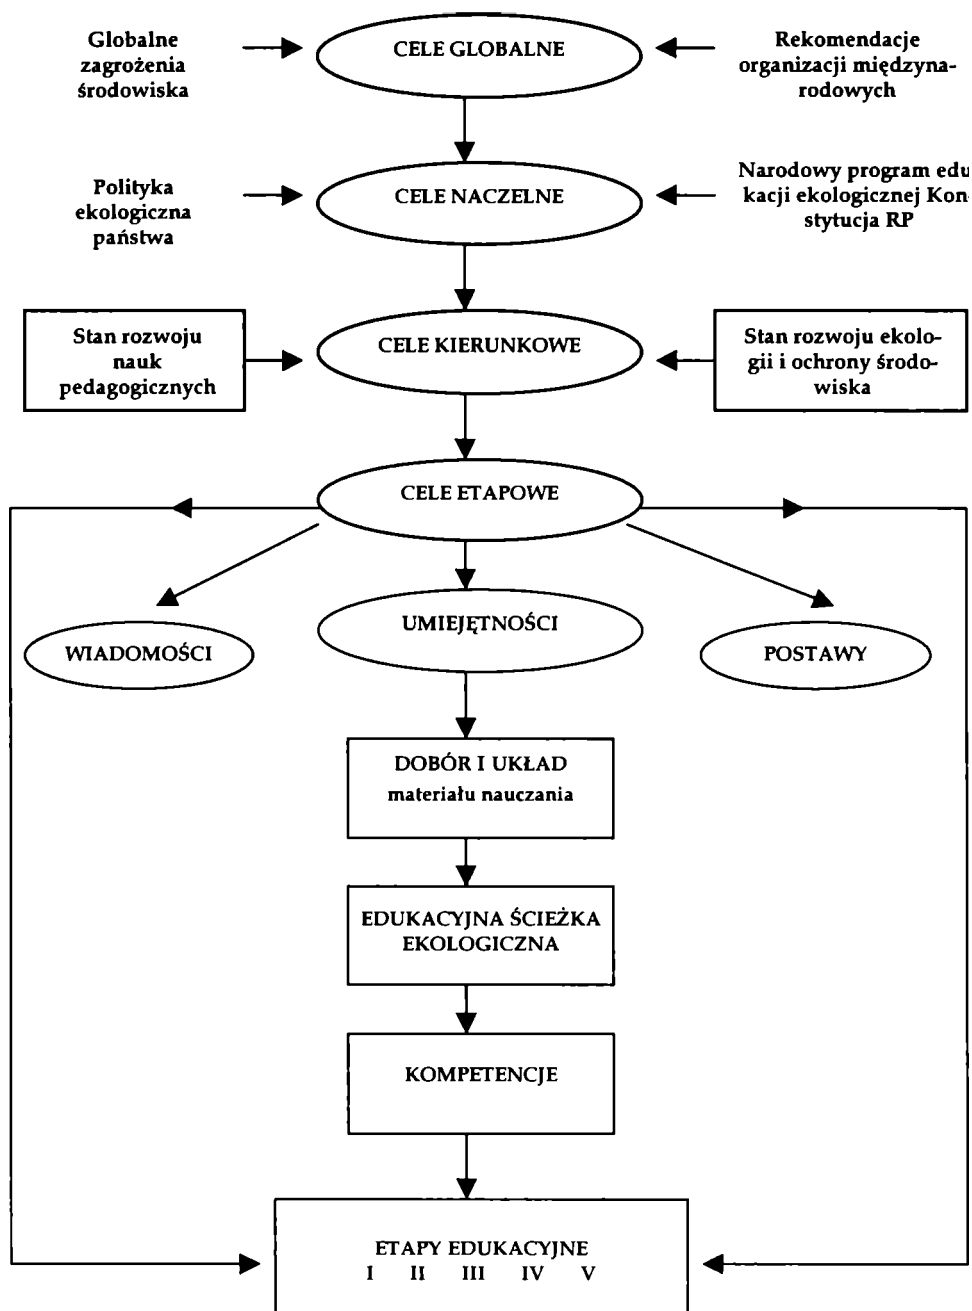 Globalne
zagrożenia
środowiska
CELE GLOBALNE
Rekomendacje
organizacji międzyna-
rodowych
Polityka
ekologiczna
państwa
CELE NACZELNE
Narodowy program edu
kacji ekologicznej Kon-
stytucja RP
Stan rozwoju
nauk
pedagogicznych
CELE KIERUNKOWE
Stan rozwoju ekolo-
gii i ochrony środo-
wiska
CELE ETAPOWE
WIADOMOŚCI
UMIEJĘTNOŚCI
POSTAWY
DOBÓR I UKŁAD
materiału nauczania
EDUKACYJNA ŚCIEŻKA
EKOLOGICZNA
KOMPETENCJE
ETAPY EDUKACYJNE
I II III IV V